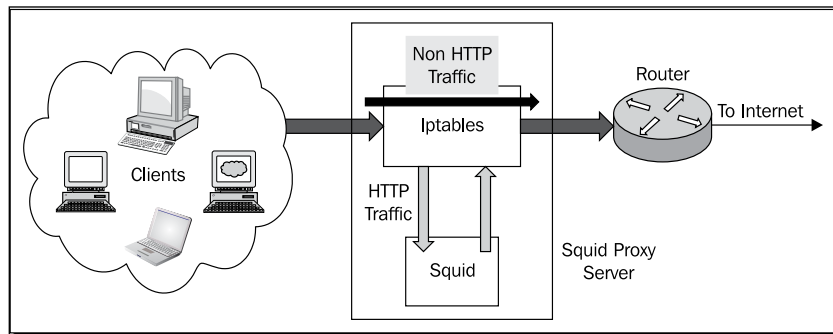 Non HTTP
Traffic
Router
Iptables
To Internet
Clients
HTTP
Traffic
Squid
Squid Proxy
Server